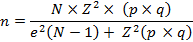 n = N × Z² × (p × q) / e²(N − 1) + Z²(p × q)